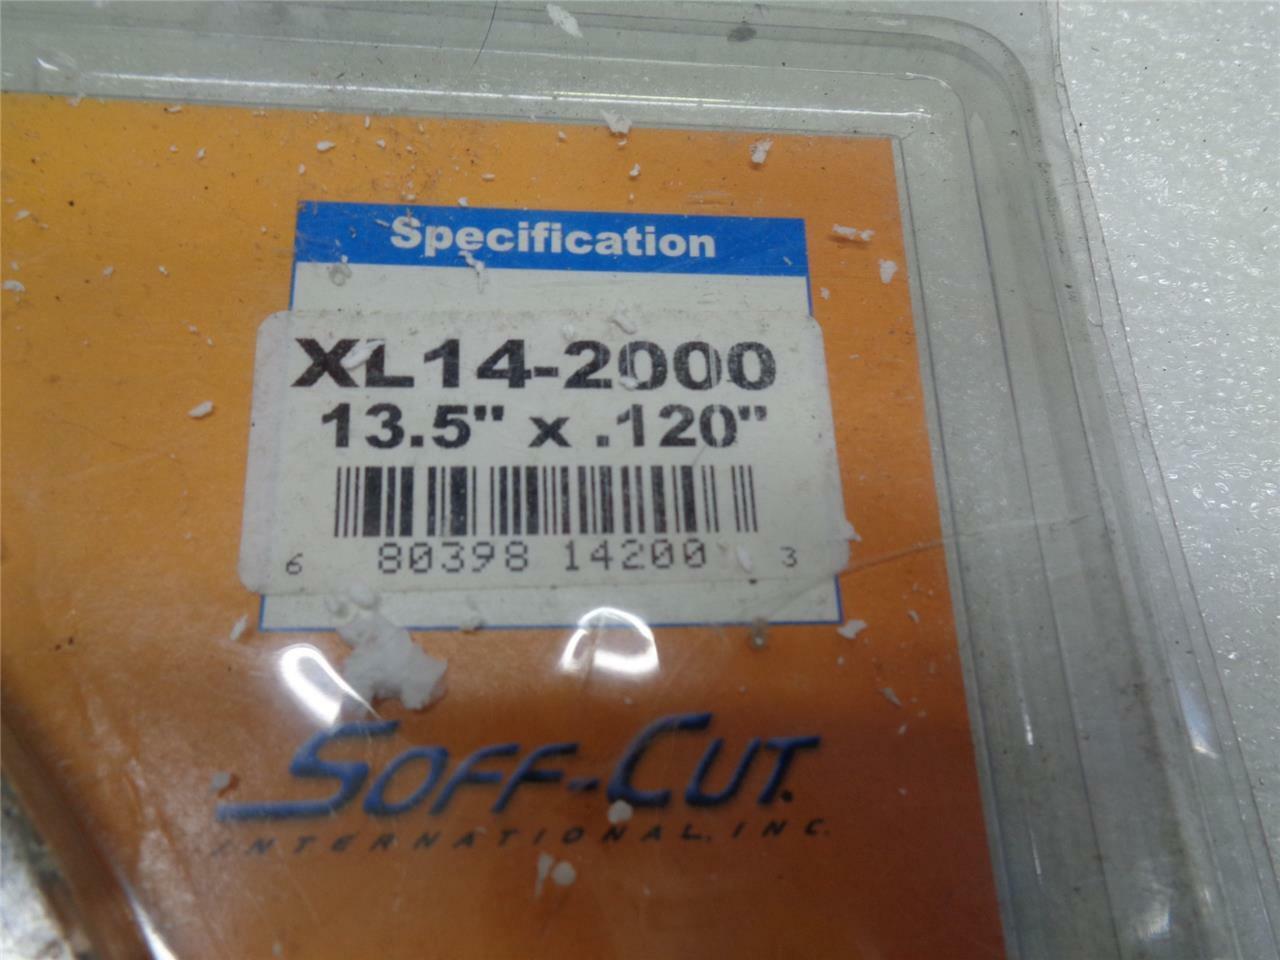 Specification
XL14-2000
13.5" x .120"
6 80398 14200 3
SOFF-CUT.
INTERNATIONAL, INC.